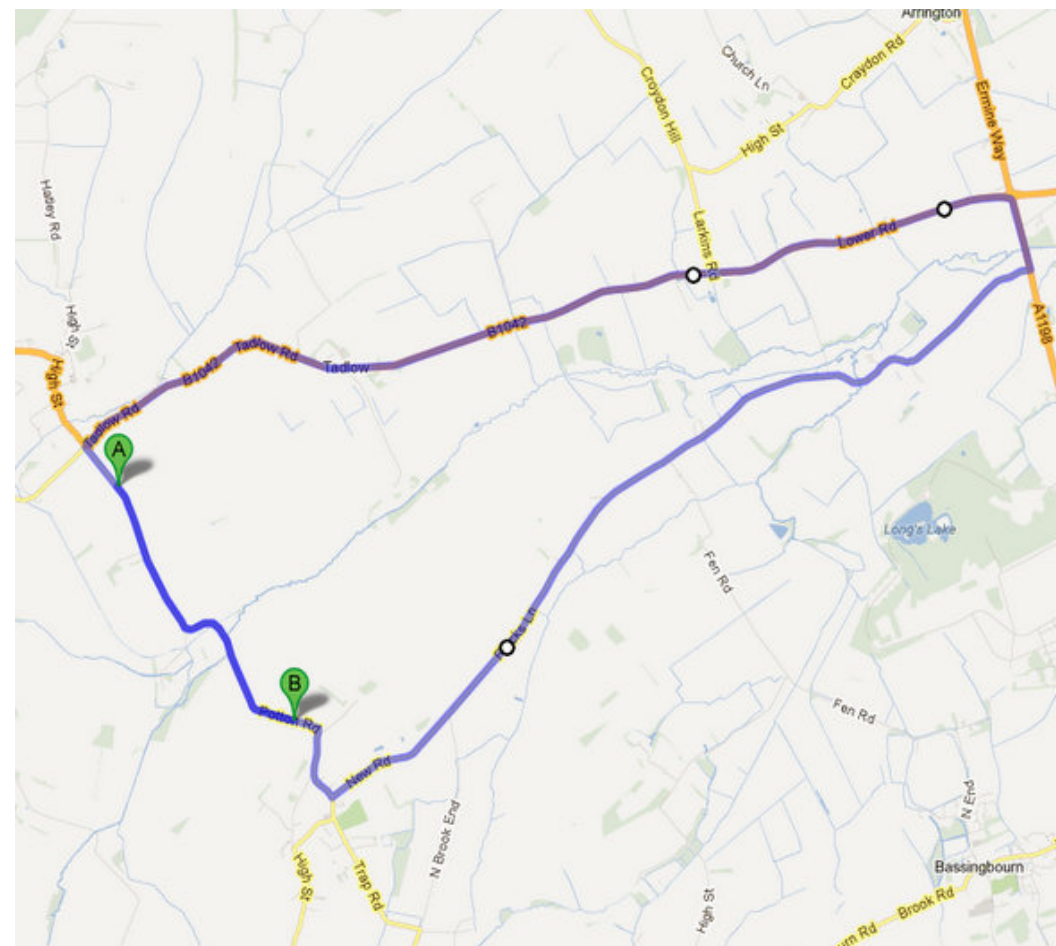 Arrington
Church Ln
Craydon Rd
Croydon Hill
Ermine Way
High St
Hatley Rd
Larkins Rd
Lower Rd
High St
B1042
A1198
Tadlow Rd
High St
B1042
Tadlow
Tadlow Rd
A
Long's Lake
Fen Rd
B
Potton Rd
Fen Rd
New Rd
N End
N Brook End
Bassingbourn
High St
Trap Rd
High St
Brook Rd